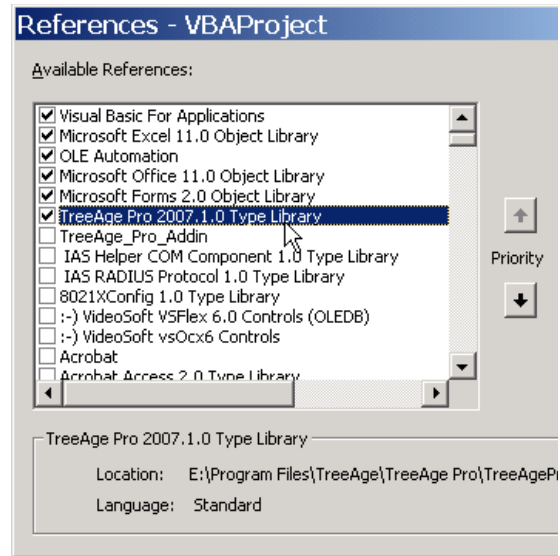 References - VBAProject
Available References:
Visual Basic For Applications
Microsoft Excel 11.0 Object Library
OLE Automation
Microsoft Office 11.0 Object Library
Microsoft Forms 2.0 Object Library
TreeAge Pro 2007.1.0 Type Library
TreeAge_Pro_Addin
IAS Helper COM Component 1.0 Type Library
IAS RADIUS Protocol 1.0 Type Library
8021XConfig 1.0 Type Library
:-) VideoSoft VSFlex 6.0 Controls (OLEDB)
:-) VideoSoft vsOcx6 Controls
Acrobat
Acrobat Access 2.0 Type Library
Priority
TreeAge Pro 2007.1.0 Type Library
Location: E:\Program Files\TreeAge\TreeAge Pro\TreeAgePr
Language: Standard